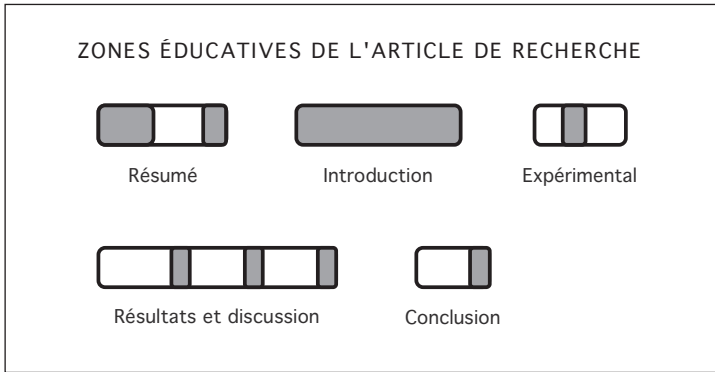 ZONES ÉDUCATIVES DE L'ARTICLE DE RECHERCHE
Résumé
Introduction
Expérimental
Résultats et discussion
Conclusion